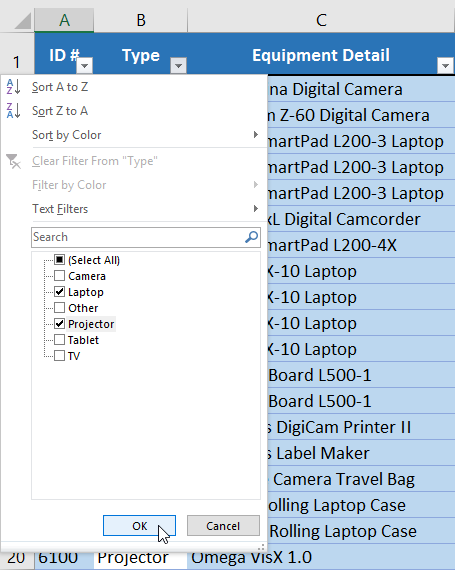 A B C
1 ID # Type Equipment Detail
Sort A to Z
Sort Z to A
Sort by Color
Clear Filter From "Type"
Filter by Color
Text Filters
Search
(Select All)
Camera
Laptop
Other
Projector
Tablet
TV
OK Cancel
na Digital Camera
Z-60 Digital Camera
martPad L200-3 Laptop
martPad L200-3 Laptop
martPad L200-3 Laptop
xL Digital Camcorder
martPad L200-4X
X-10 Laptop
X-10 Laptop
X-10 Laptop
X-10 Laptop
Board L500-1
Board L500-1
s DigiCam Printer II
s Label Maker
Camera Travel Bag
Rolling Laptop Case
Rolling Laptop Case
20 6100 Projector Omega VisX 1.0